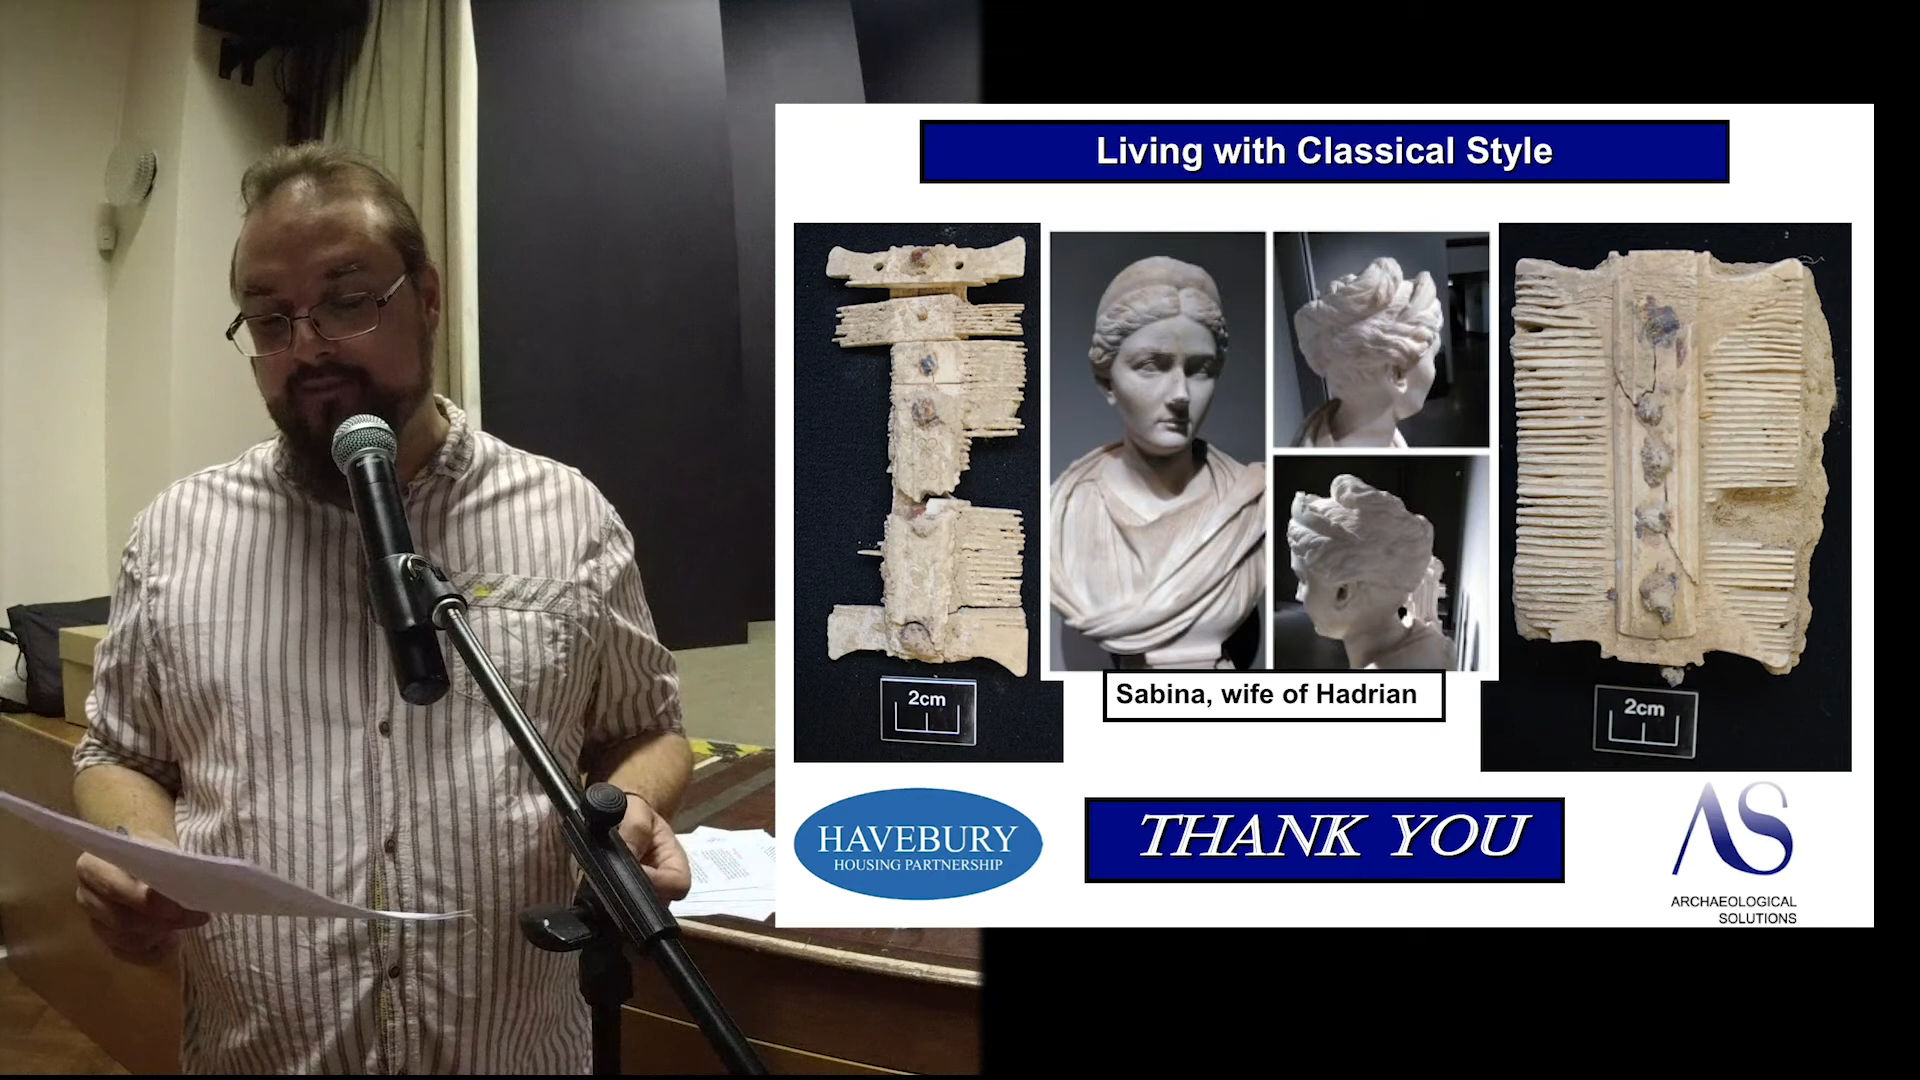 Living with Classical Style
2cm
Sabina, wife of Hadrian
2cm
HAVEBURY
HOUSING PARTNERSHIP
THANK YOU
AS
ARCHAEOLOGICAL
SOLUTIONS